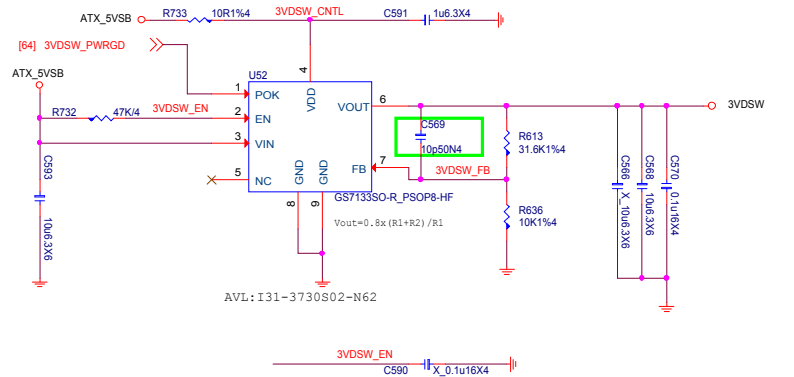 ATX_5VSB
R733
10R1%4
3VDSW_CNTL
C591
1u6.3X4
[64] 3VDSW_PWRGD
ATX_5VSB
U52
R732
47K/4
3VDSW_EN
1
POK
2
EN
3
VIN
5
NC
4
VDD
VOUT
6
FB
7
GND
GND
8
9
GS7133SO-R_PSOP8-HF
C569
10p50N4
3VDSW_FB
R613
31.6K1%4
R636
10K1%4
3VDSW
C566
X_10u6.3X6
C568
10u6.3X6
C570
0.1u16X4
C593
10u6.3X6
Vout=0.8x(R1+R2)/R1
AVL:I31-3730S02-N62
3VDSW_EN
C590
X_0.1u16X4